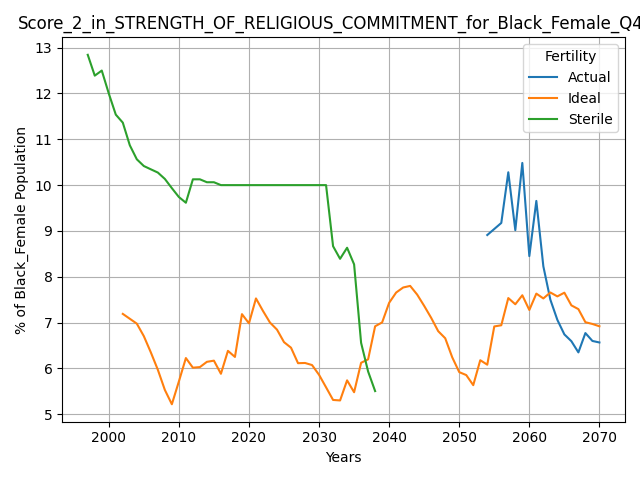 Score_2_in_STRENGTH_OF_RELIGIOUS_COMMITMENT_for_Black_Female_Q4
Fertility
Actual
Ideal
Sterile
% of Black_Female Population
13
12
11
10
9
8
7
6
5
2000 2010 2020 2030 2040 2050 2060 2070
Years